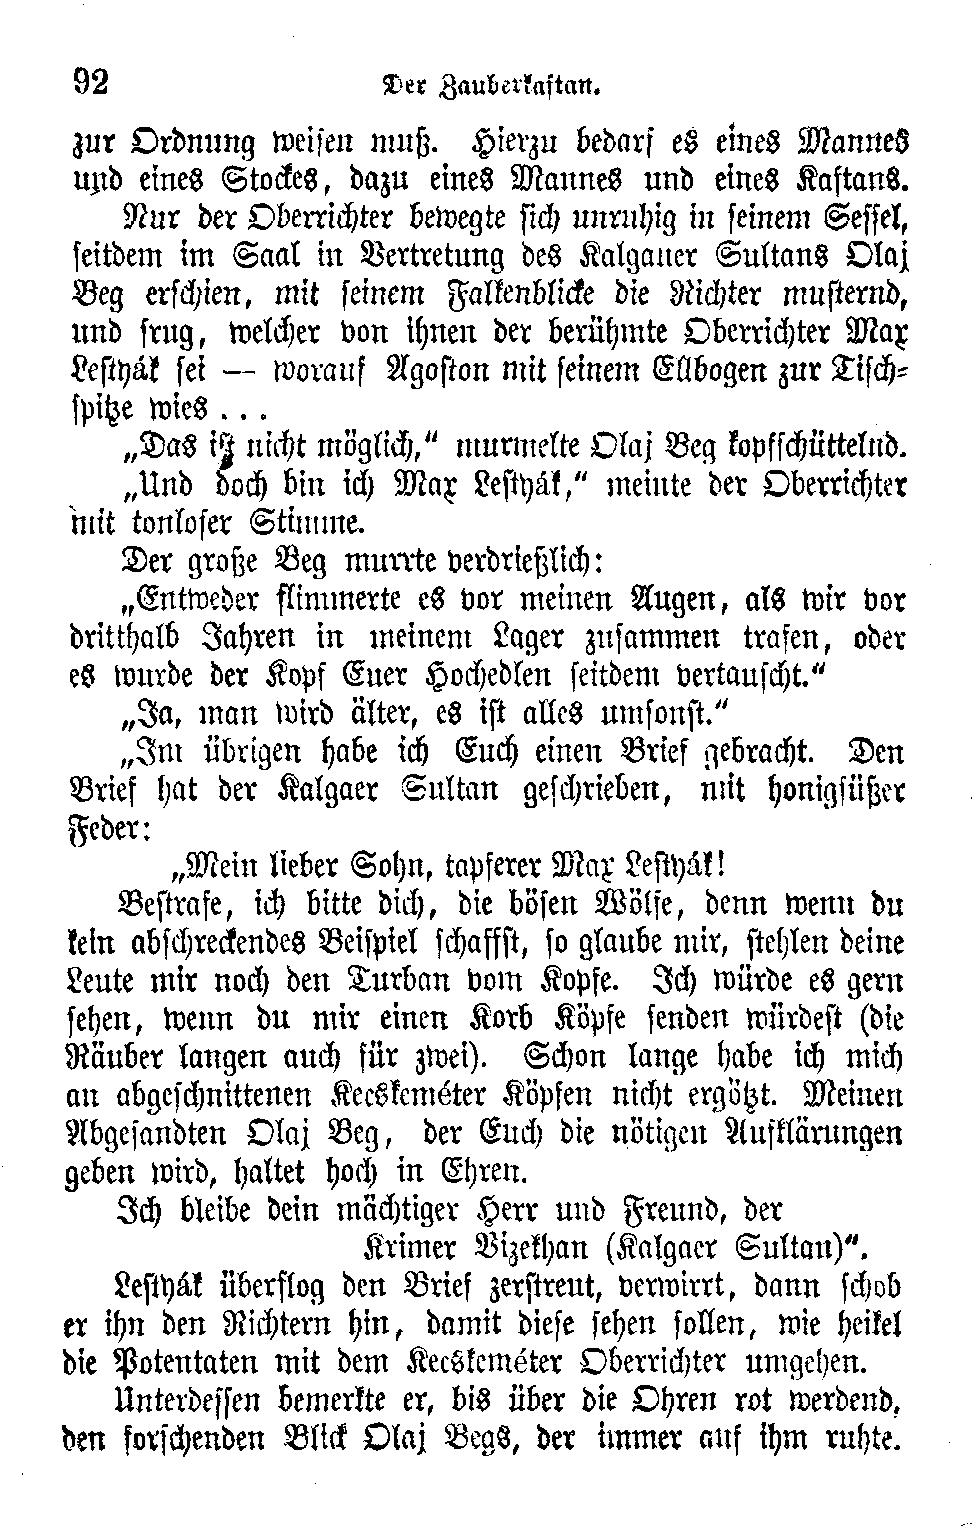 92 Der Zauberkaftan.
zur Ordnung weisen muß. Hierzu bedarf es eines Mannes
und eines Stockes, dazu eines Mannes und eines Kaftans.
Nur der Oberrichter bewegte sich unruhig in seinem Sessel,
seitdem im Saal in Vertretung des Kalgauer Sultans Olaj
Beg erschien, mit seinem Falkenblicke die Richter musternd,
und frug, welcher von ihnen der berühmte Oberrichter Max
Lestyák sei — worauf Agoston mit seinem Ellbogen zur Tisch-
spitze wies . . .
„Das ist nicht möglich,“ murmelte Olaj Beg kopfschüttelnd.
„Und doch bin ich Max Lestyák,“ meinte der Oberrichter
mit tonloser Stimme.
Der große Beg murrte verdrießlich:
„Entweder flimmerte es vor meinen Augen, als wir vor
dritthalb Jahren in meinem Lager zusammen trafen, oder
es wurde der Kopf Euer Hochedlen seitdem vertauscht.“
„Ja, man wird älter, es ist alles umsonst.“
„Im übrigen habe ich Euch einen Brief gebracht. Den
Brief hat der Kalgaer Sultan geschrieben, mit honigsüßer
Feder:
„Mein lieber Sohn, tapferer Max Lestyák!
Bestrafe, ich bitte dich, die bösen Wölfe, denn wenn du
kein abschreckendes Beispiel schaffst, so glaube mir, stehlen deine
Leute mir noch den Turban vom Kopfe. Ich würde es gern
sehen, wenn du mir einen Korb Köpfe senden würdest (die
Räuber langen auch für zwei). Schon lange habe ich mich
an abgeschnittenen Kecskeméter Köpfen nicht ergötzt. Meinen
Abgesandten Olaj Beg, der Euch die nötigen Aufklärungen
geben wird, haltet hoch in Ehren.
Ich bleibe dein mächtiger Herr und Freund, der
Krimer Vizekhan (Kalgaer Sultan)“.
Lestyák überflog den Brief zerstreut, verwirrt, dann schob
er ihn den Richtern hin, damit diese sehen sollen, wie heikel
die Potentaten mit dem Kecskeméter Oberrichter umgehen.
Unterdessen bemerkte er, bis über die Ohren rot werdend,
den forschenden Blick Olaj Begs, der immer auf ihm ruhte.